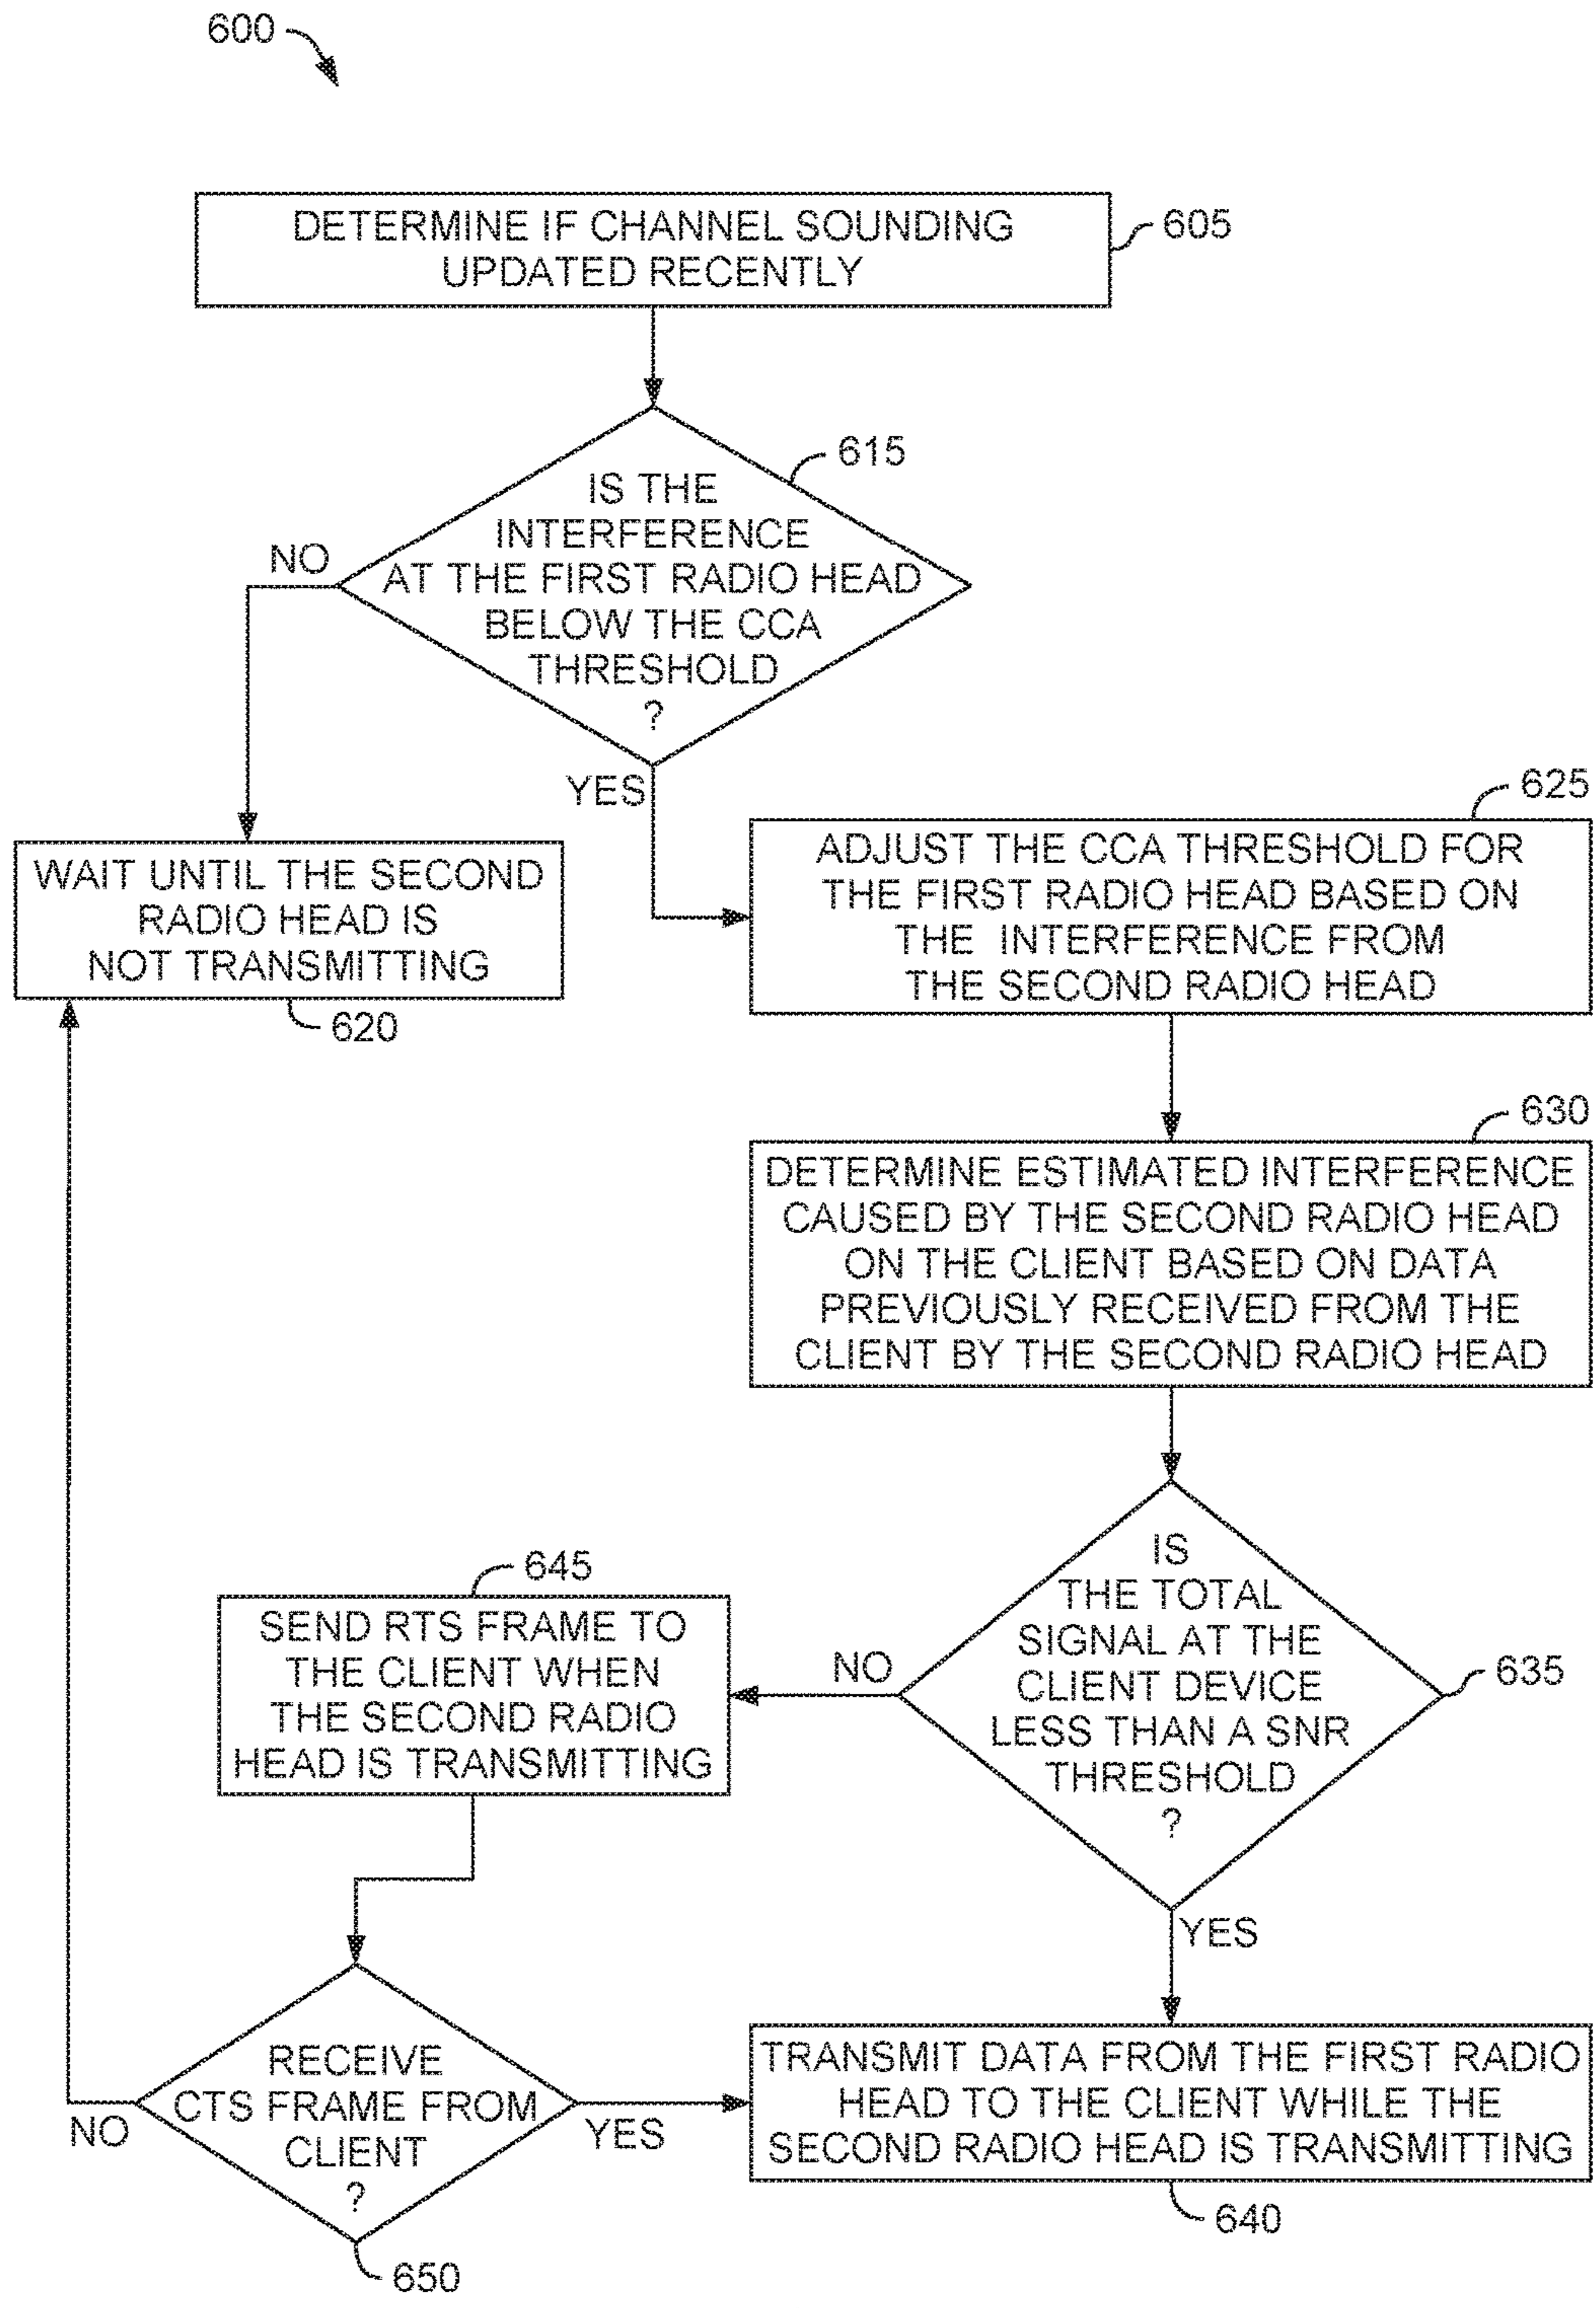 600
DETERMINE IF CHANNEL SOUNDING
UPDATED RECENTLY
605
615
IS THE
INTERFERENCE
AT THE FIRST RADIO HEAD
BELOW THE CCA
THRESHOLD
?
NO
YES
WAIT UNTIL THE SECOND
RADIO HEAD IS
NOT TRANSMITTING
620
625
ADJUST THE CCA THRESHOLD FOR
THE FIRST RADIO HEAD BASED ON
THE INTERFERENCE FROM
THE SECOND RADIO HEAD
630
DETERMINE ESTIMATED INTERFERENCE
CAUSED BY THE SECOND RADIO HEAD
ON THE CLIENT BASED ON DATA
PREVIOUSLY RECEIVED FROM THE
CLIENT BY THE SECOND RADIO HEAD
IS
THE TOTAL
SIGNAL AT THE
CLIENT DEVICE
LESS THAN A SNR
THRESHOLD
?
635
NO
YES
645
SEND RTS FRAME TO
THE CLIENT WHEN
THE SECOND RADIO
HEAD IS TRANSMITTING
RECEIVE
CTS FRAME FROM
CLIENT
?
NO
YES
650
TRANSMIT DATA FROM THE FIRST RADIO
HEAD TO THE CLIENT WHILE THE
SECOND RADIO HEAD IS TRANSMITTING
640